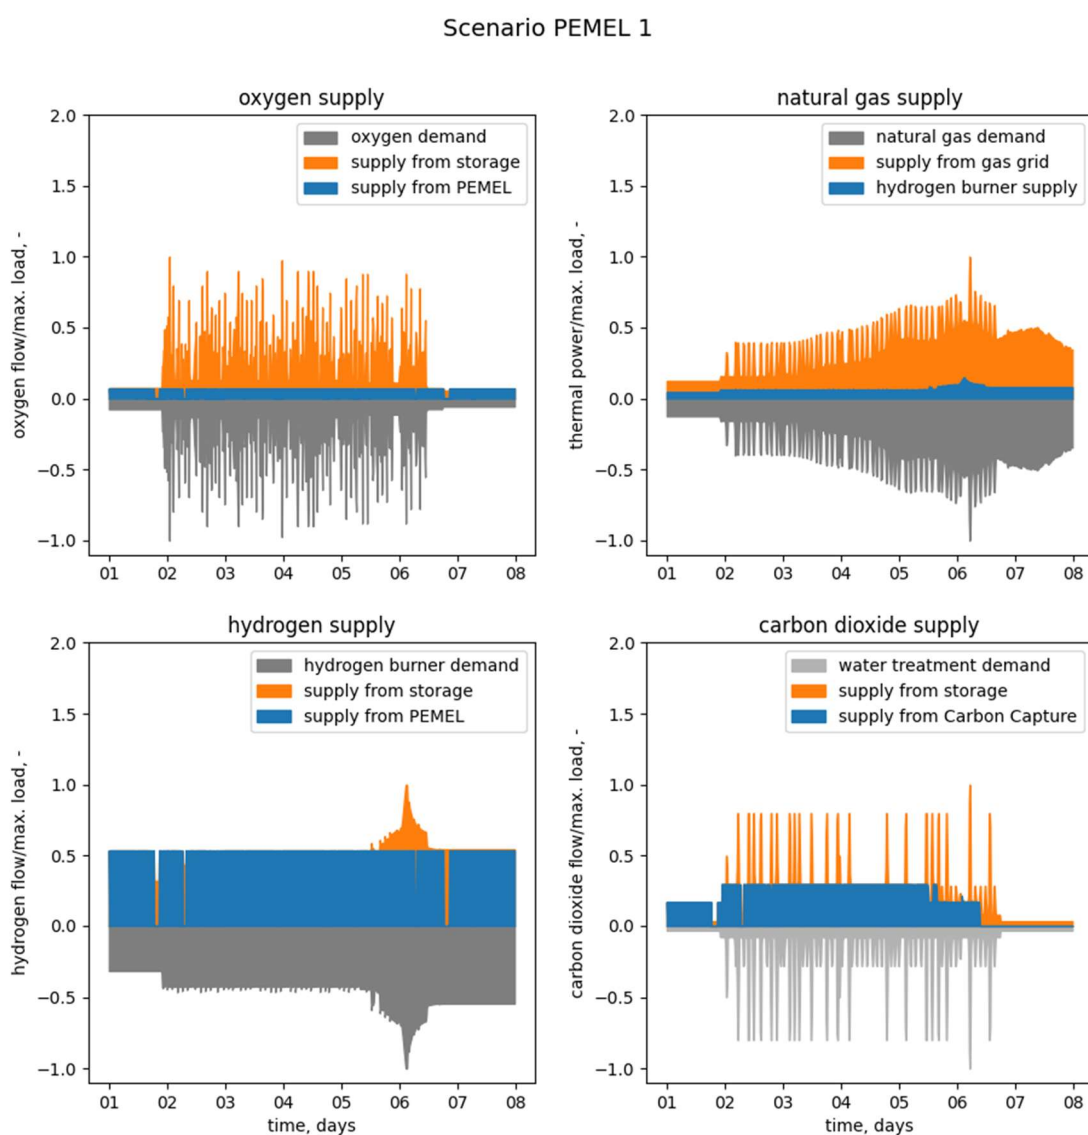 Scenario PEMEL 1
oxygen supply
2.0
1.5
1.0
0.5
0.0
−0.5
−1.0
oxygen flow/max. load, -
oxygen demand
supply from storage
supply from PEMEL
01 02 03 04 05 06 07 08
natural gas supply
2.0
1.5
1.0
0.5
0.0
−0.5
−1.0
thermal power/max. load, -
natural gas demand
supply from gas grid
hydrogen burner supply
01 02 03 04 05 06 07 08
hydrogen supply
2.0
1.5
1.0
0.5
0.0
−0.5
−1.0
hydrogen flow/max. load, -
hydrogen burner demand
supply from storage
supply from PEMEL
01 02 03 04 05 06 07 08
time, days
carbon dioxide supply
2.0
1.5
1.0
0.5
0.0
−0.5
−1.0
carbon dioxide flow/max. load, -
water treatment demand
supply from storage
supply from Carbon Capture
01 02 03 04 05 06 07 08
time, days